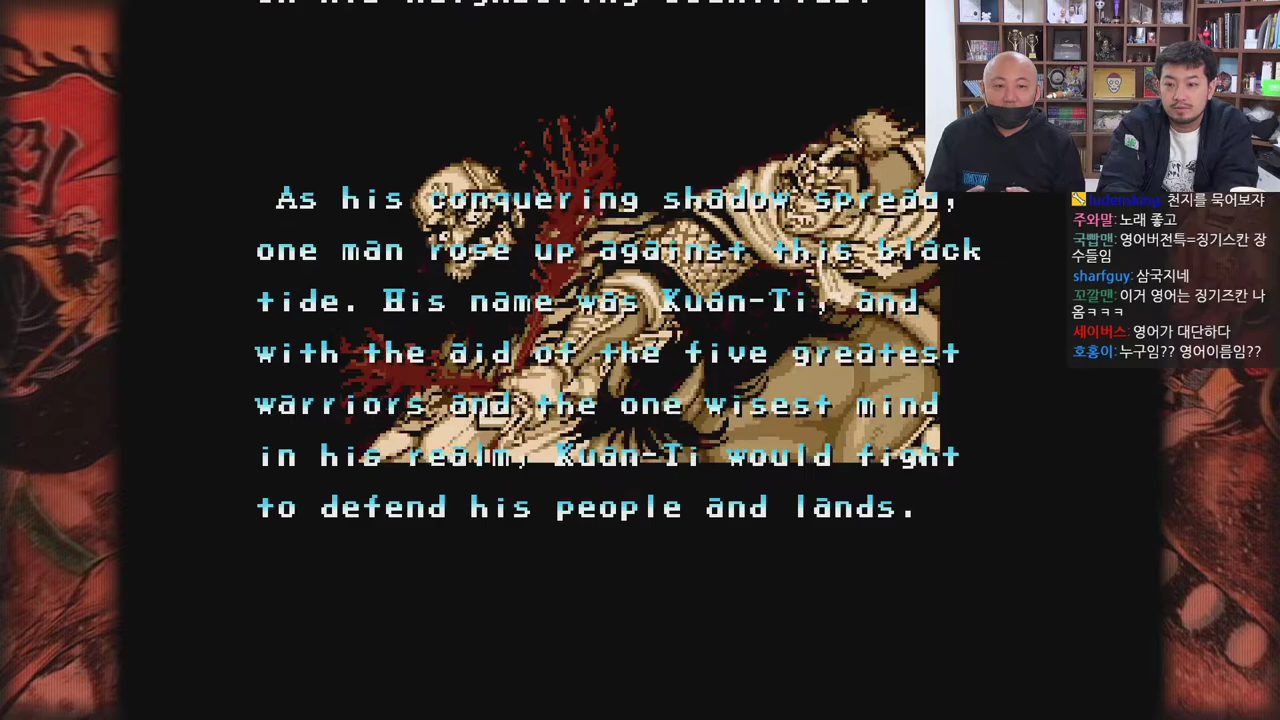 As his conquering shadow spread,
one man rose up against this black
tide. His name was Kuan-Ti, and
with the aid of the five greatest
warriors and the one wisest mind
in his realm, Kuan-Ti would fight
to defend his people and lands.
ludensking: 천지를 묵어보자
주와말: 노래 좋고
국빱맨: 영어버전특=징기스칸 장
수들임
sharfguy: 삼국지네
꼬깔맨: 이거 영어는 징기즈칸 나
옴ㅋㅋㅋ
세이버스: 영어가 대단하다
호홍이: 누구임?? 영어이름임??